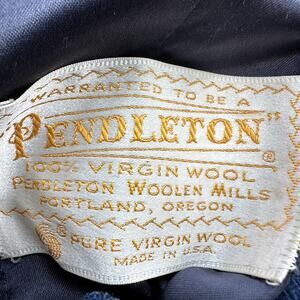 WARRANTED TO BE A
"PENDLETON"®
100% VIRGIN WOOL
PENDLETON WOOLEN MILLS
PORTLAND, OREGON
PURE VIRGIN WOOL
MADE IN U.S.A.